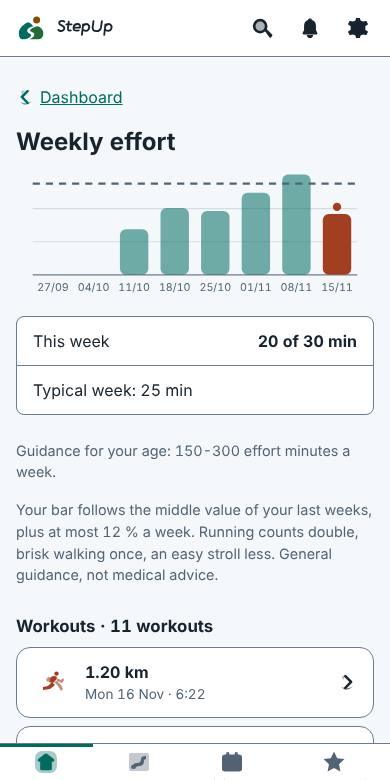 StepUp
Dashboard
Weekly effort
27/09 04/10 11/10 18/10 25/10 01/11 08/11 15/11
This week 20 of 30 min
Typical week: 25 min
Guidance for your age: 150-300 effort minutes a
week.
Your bar follows the middle value of your last weeks,
plus at most 12 % a week. Running counts double,
brisk walking once, an easy stroll less. General
guidance, not medical advice.
Workouts · 11 workouts
1.20 km
Mon 16 Nov · 6:22